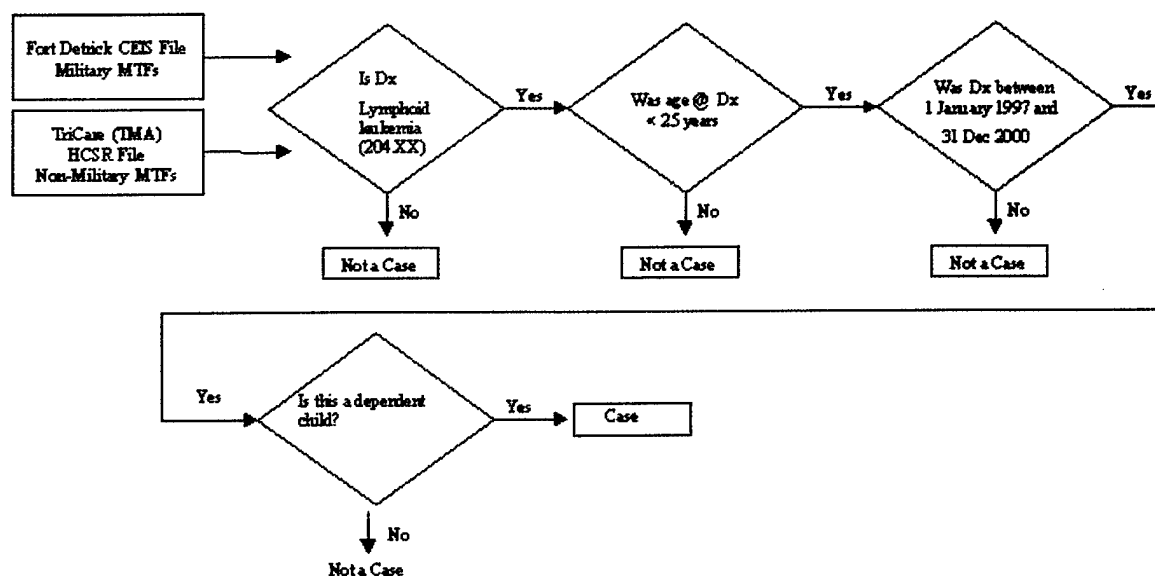 Fort Detrick CEIS File
Military MTFs
TriCare (TMA)
HCSR File
Non-Military MTFs
Is Dx
Lymphoid
leukemia
(204.XX)
Yes
No
Not a Case
Was age @ Dx
< 25 years
Yes
No
Not a Case
Was Dx between
1 January 1997 and
31 Dec 2000
Yes
No
Not a Case
Yes
Is this a dependent
child?
Yes
Case
No
Not a Case